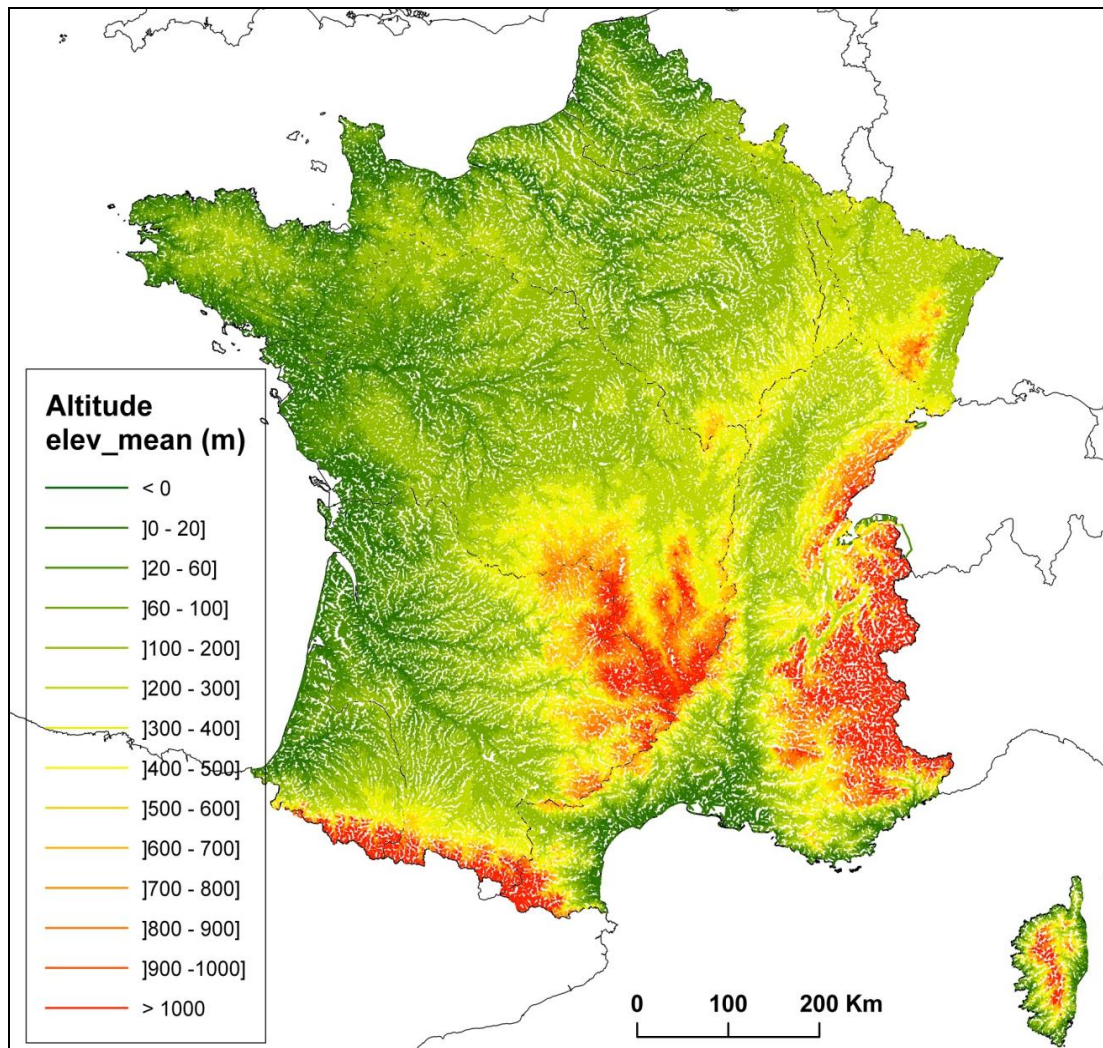 Altitude
elev_mean (m)
< 0
]0 - 20]
]20 - 60]
]60 - 100]
]100 - 200]
]200 - 300]
]300 - 400]
]400 - 500]
]500 - 600]
]600 - 700]
]700 - 800]
]800 - 900]
]900 -1000]
> 1000
0 100 200 Km